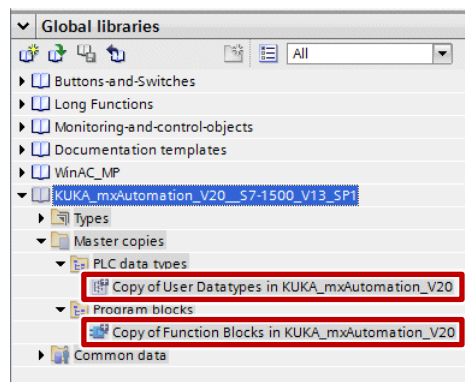 Global libraries
All
Buttons-and-Switches
Long Functions
Monitoring-and-control-objects
Documentation templates
WinAC_MP
KUKA_mxAutomation_V20__S7-1500_V13_SP1
Types
Master copies
PLC data types
Copy of User Datatypes in KUKA_mxAutomation_V20
Program blocks
Copy of Function Blocks in KUKA_mxAutomation_V20
Common data